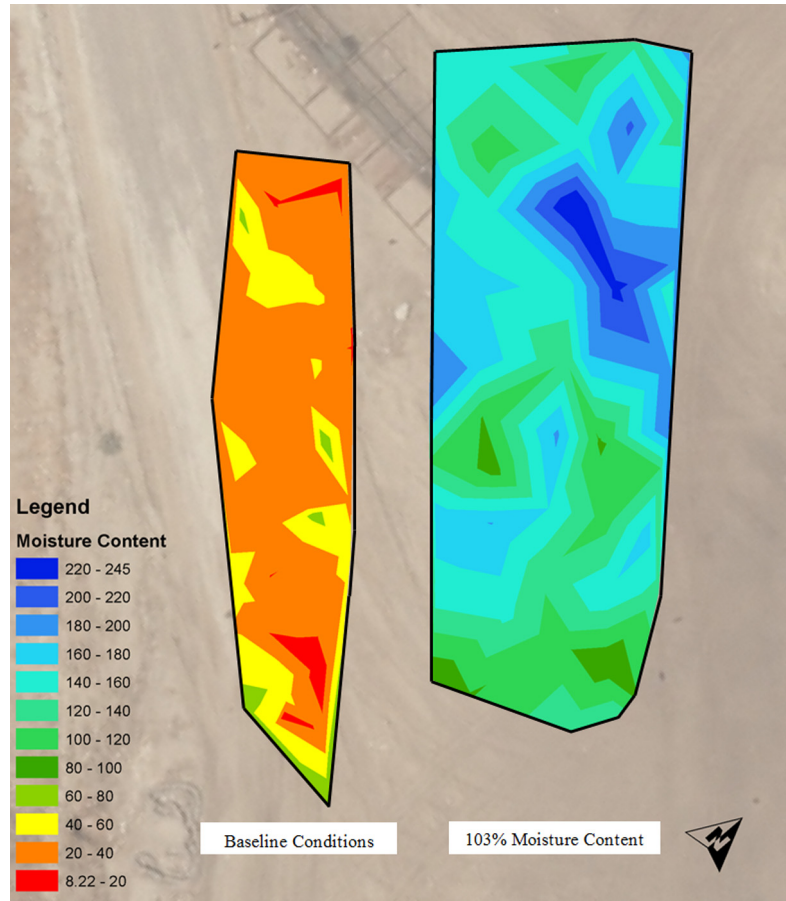 Legend
Moisture Content
220 - 245
200 - 220
180 - 200
160 - 180
140 - 160
120 - 140
100 - 120
80 - 100
60 - 80
40 - 60
20 - 40
8.22 - 20
Baseline Conditions
103% Moisture Content
N